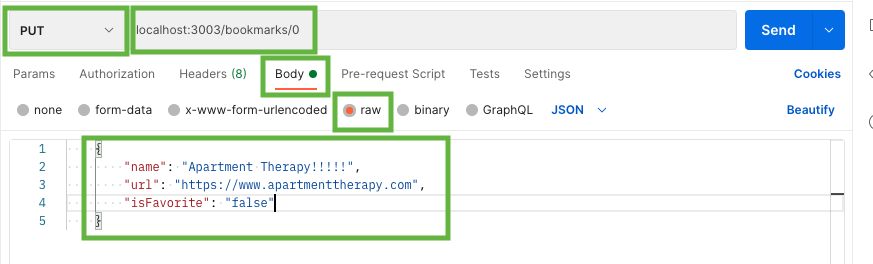 PUT localhost:3003/bookmarks/0 Send
Params Authorization Headers (8) Body Pre-request Script Tests Settings Cookies
none form-data x-www-form-urlencoded raw binary GraphQL JSON Beautify
1 {
2 "name": "Apartment Therapy!!!!!",
3 "url": "https://www.apartmenttherapy.com",
4 "isFavorite": "false"
5 }